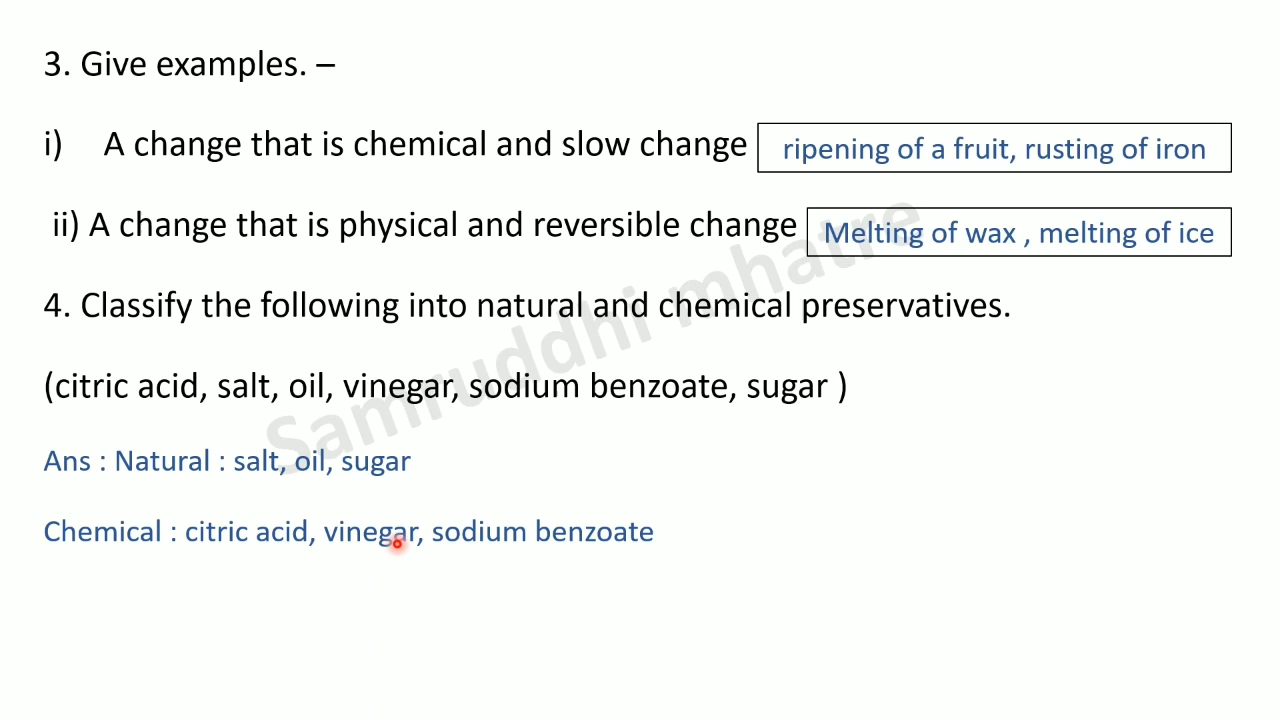 3. Give examples. –
i) A change that is chemical and slow change ripening of a fruit, rusting of iron
ii) A change that is physical and reversible change Melting of wax , melting of ice
4. Classify the following into natural and chemical preservatives.
(citric acid, salt, oil, vinegar, sodium benzoate, sugar )
Ans : Natural : salt, oil, sugar
Chemical : citric acid, vinegar, sodium benzoate
Samruddhi mhatre